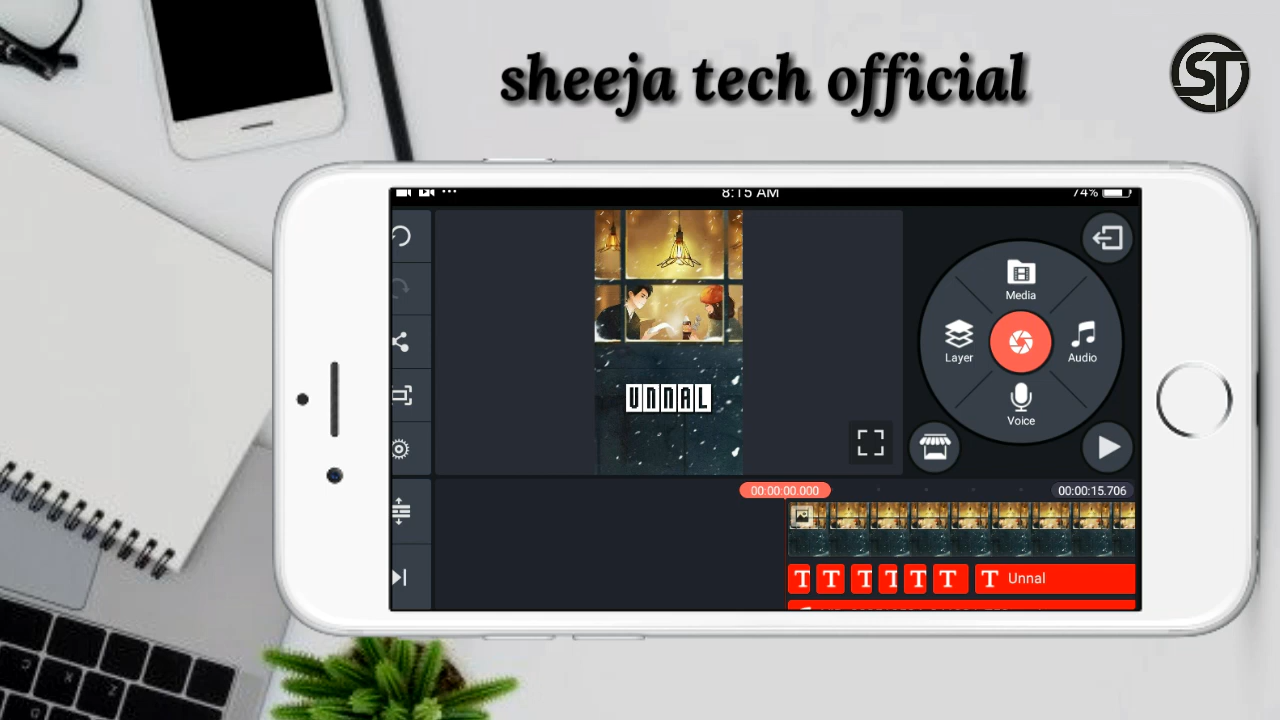 sheeja tech official
ST
8:15 AM
74%
Media
Layer
Audio
Voice
UNNAL
00:00:00.000
00:00:15.706
T T T T T T T Unnal